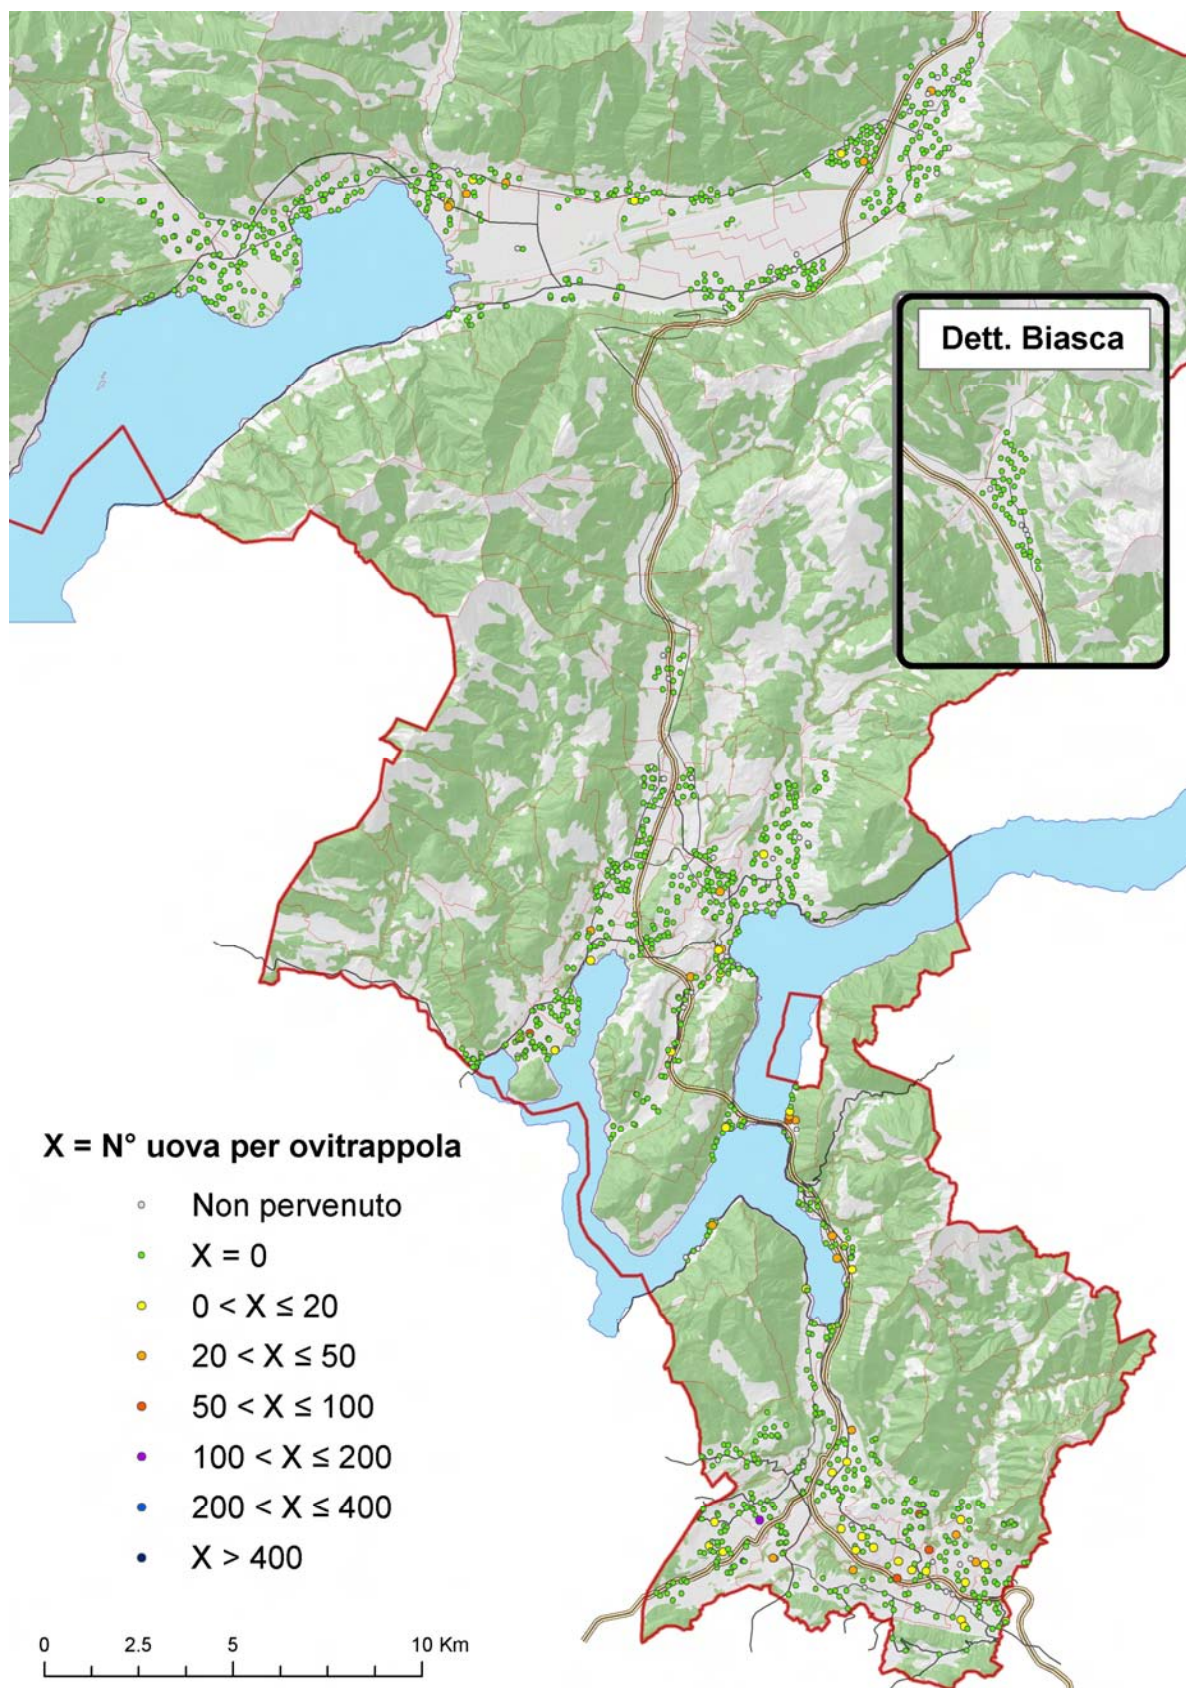 Dett. Biasca
X = N° uova per ovitrappola
Non pervenuto
X = 0
0 < X ≤ 20
20 < X ≤ 50
50 < X ≤ 100
100 < X ≤ 200
200 < X ≤ 400
X > 400
0 2.5 5 10 Km